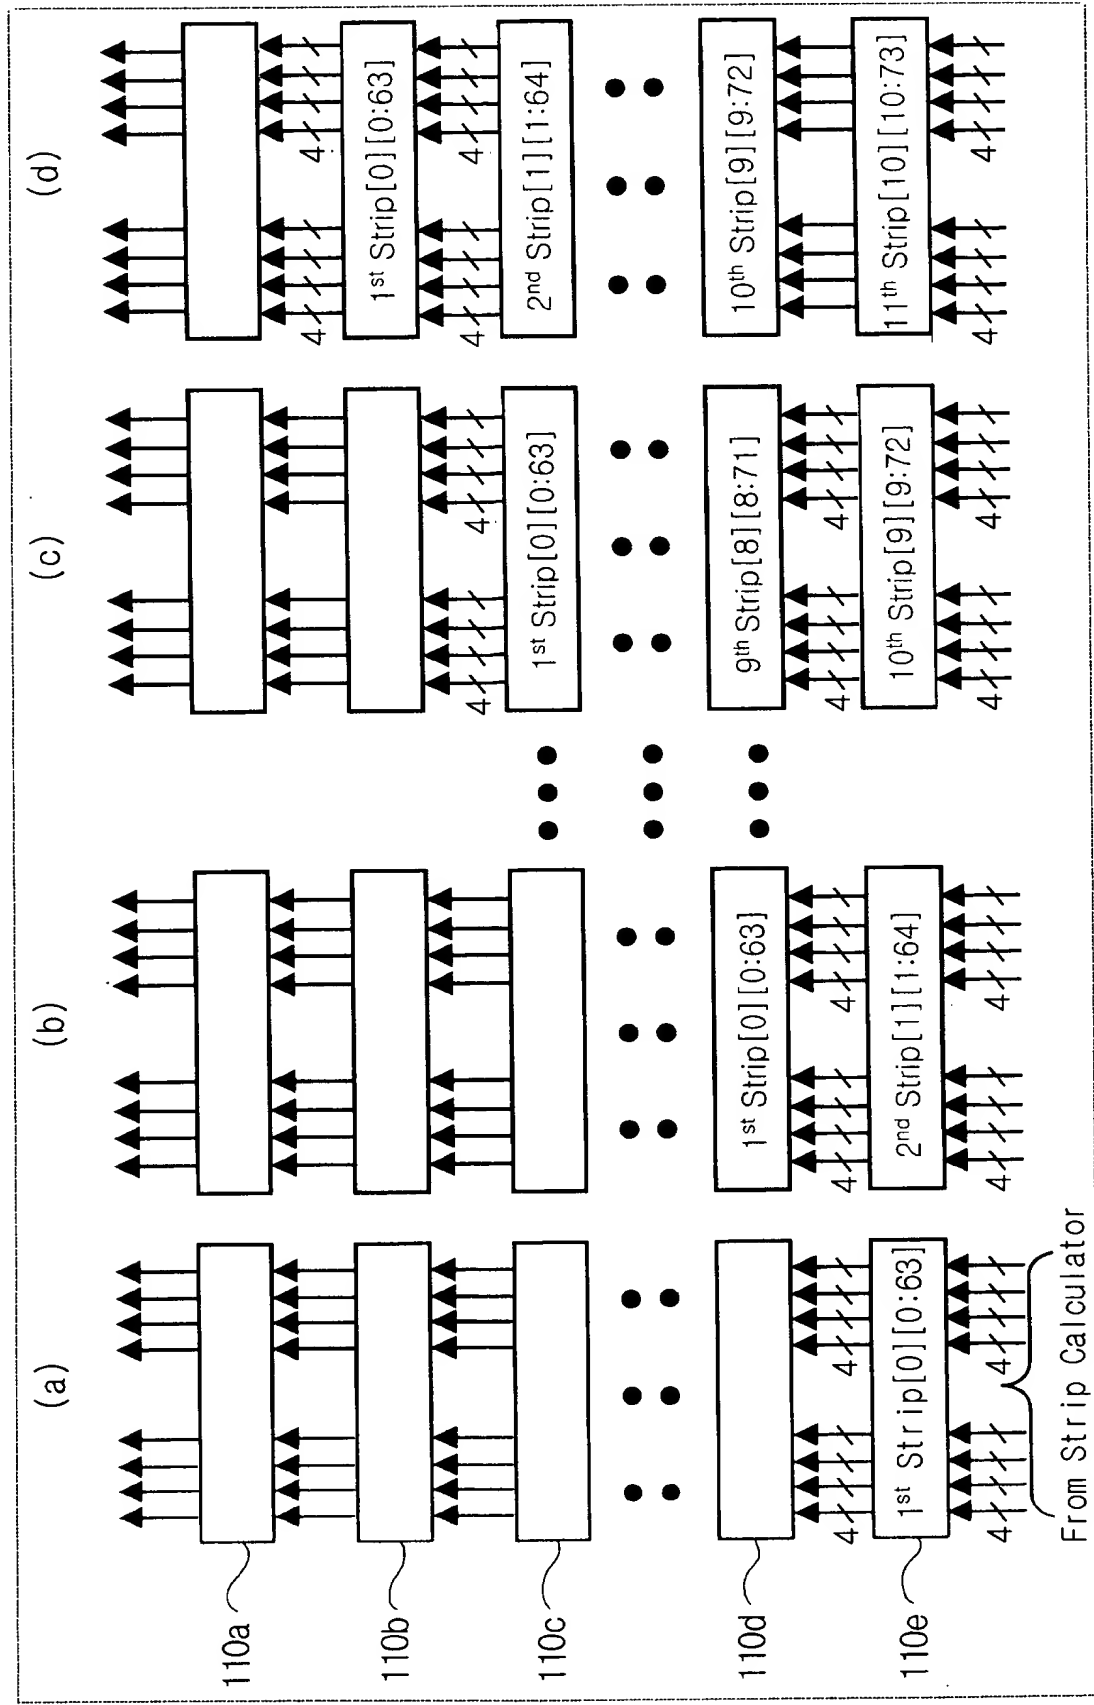 (a)
(b)
(c)
(d)
110a
110b
110c
110d
110e
4
4
1st Strip[0][0:63]
4
4
From Strip Calculator
1st Strip[0][0:63]
4
4
2nd Strip[1][1:64]
4
4
4
4
1st Strip[0][0:63]
9th Strip[8][8:71]
4
4
10th Strip[9][9:72]
4
4
4
4
1st Strip[0][0:63]
4
4
2nd Strip[1][1:64]
10th Strip[9][9:72]
11th Strip[10][10:73]
4
4